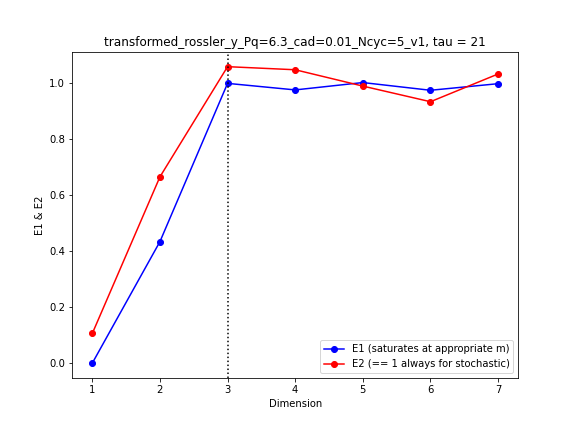 transformed_rossler_y_Pq=6.3_cad=0.01_Ncyc=5_v1, tau = 21
E1 & E2
1.0
0.8
0.6
0.4
0.2
0.0
E1 (saturates at appropriate m)
E2 (== 1 always for stochastic)
1 2 3 4 5 6 7
Dimension